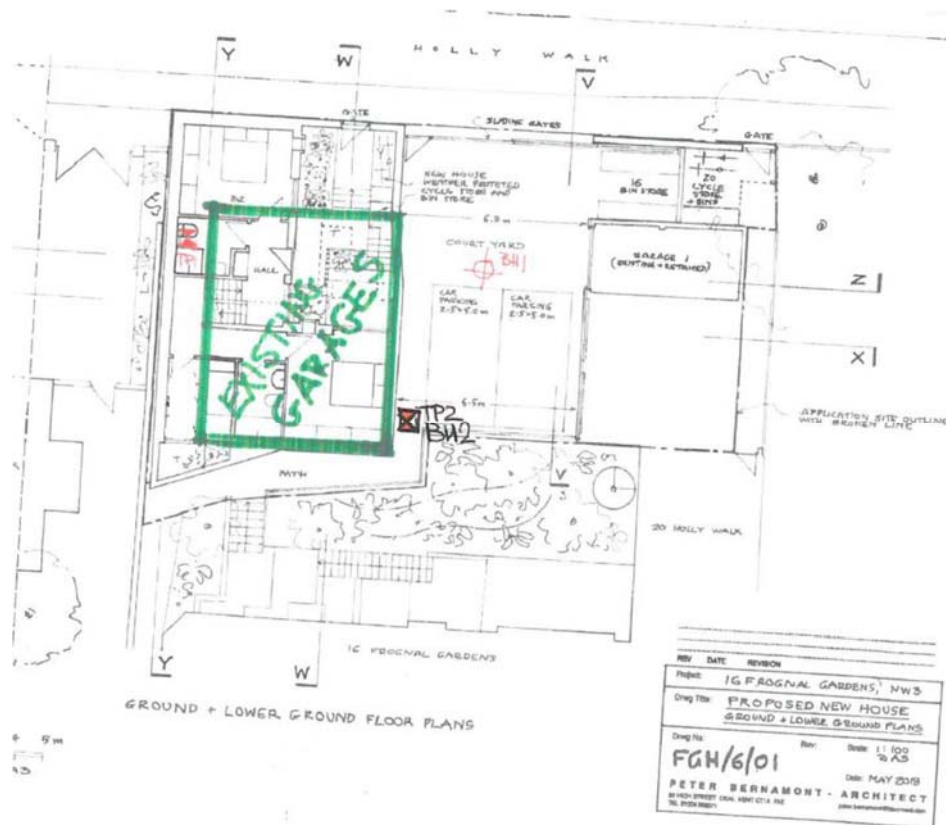 HOLLY WALK
Y
W
V
GATE
SLIDING GATES
GATE
NEW HOUSE
WEATHER PROTECTED
CYCLE STORE AND
BIN STORE
16
BIN STORE
20
CYCLE
STORE
+ BINS
6.8m
COURT YARD
BH1
GARAGE 1
(EXISTING + RETAINED)
HALL
EXISTING
GARAGES
CAR
PARKING
2.5×5.0m
CAR
PARKING
2.5×5.0m
Z
X
6.5m
TP2
BH2
APPLICATION SITE OUTLINE
WITH BROKEN LINE
PATH
V
20 HOLLY WALK
16 FROGNAL GARDENS
Y
W
GROUND + LOWER GROUND FLOOR PLANS
5m
A3
REV DATE REVISION
Project: 16 FROGNAL GARDENS, NW3
Drwg Title: PROPOSED NEW HOUSE
GROUND + LOWER GROUND PLANS
Drwg No: FGH/6/01
Rev:
Scale: 1:100
Date: MAY 2018
PETER BERNAMONT - ARCHITECT